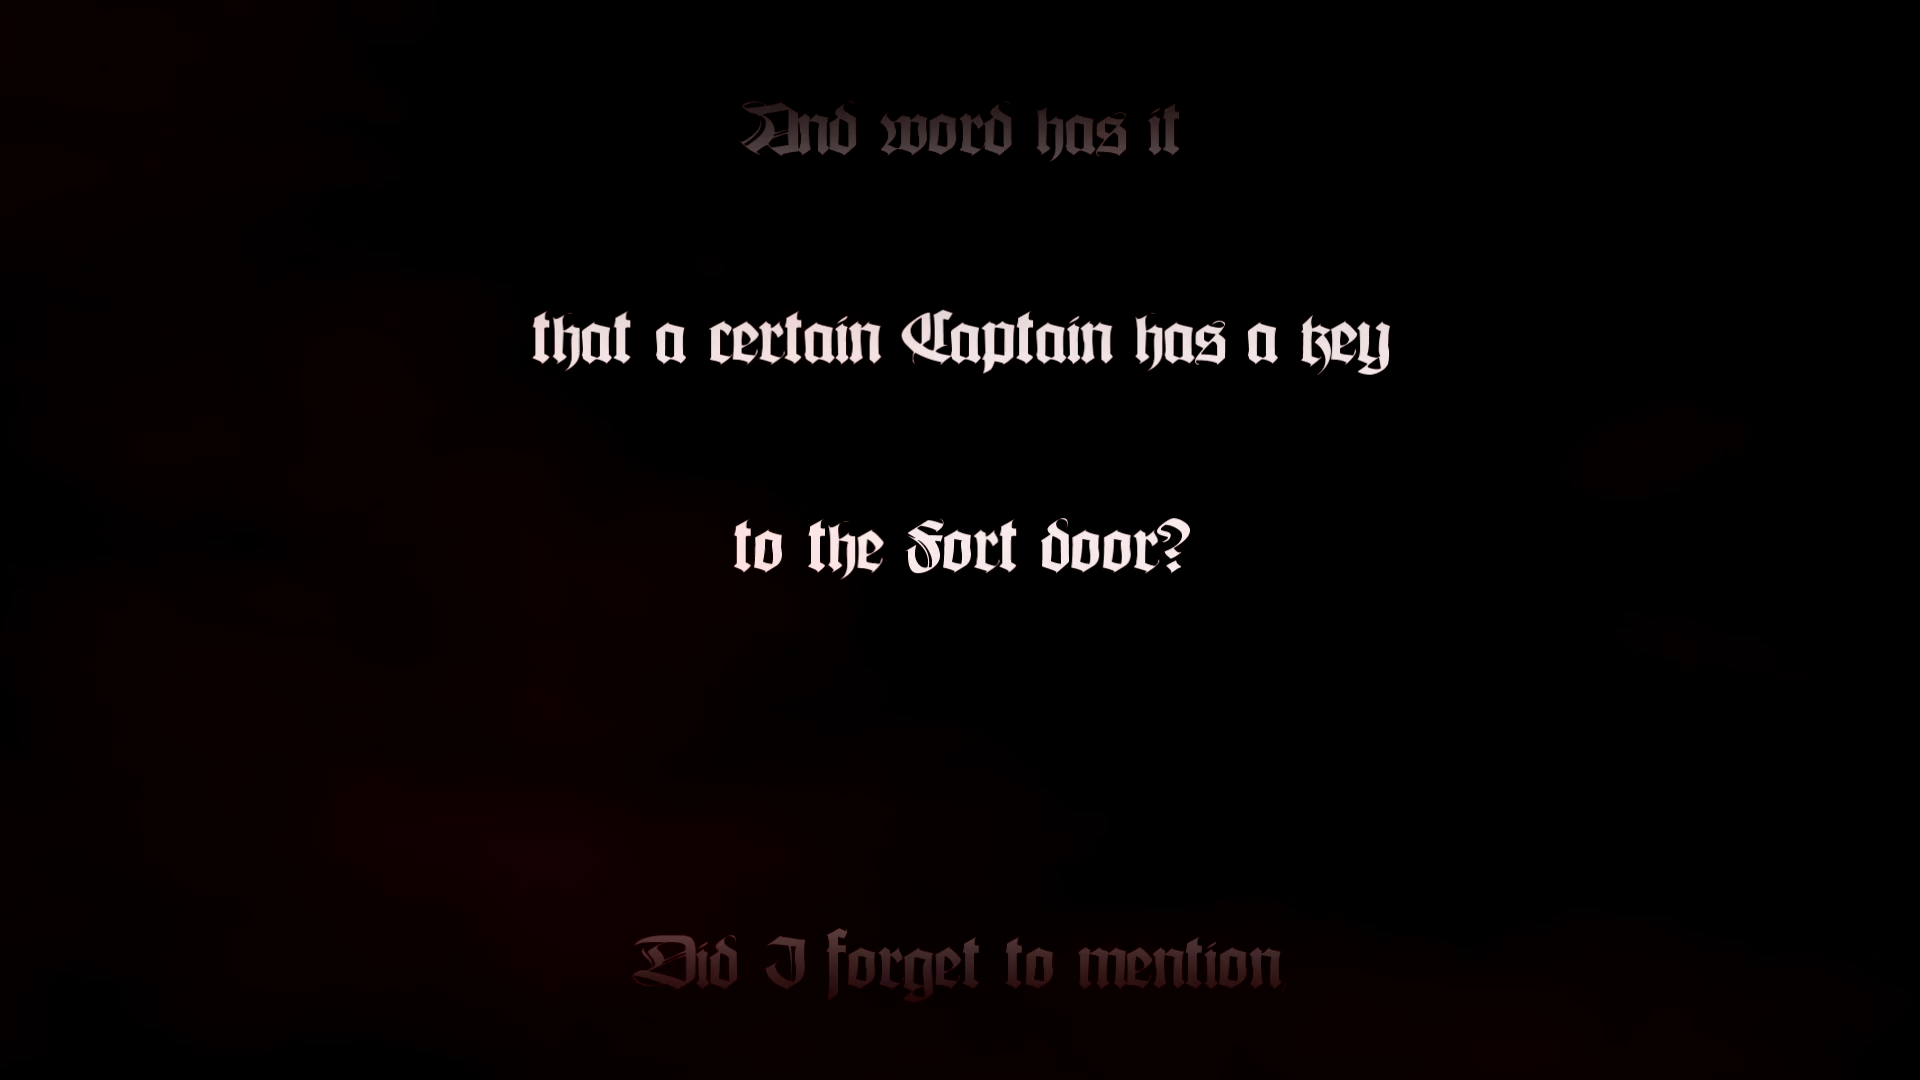 And word has it
that a certain Captain has a key
to the Fort door?
Did I forget to mention